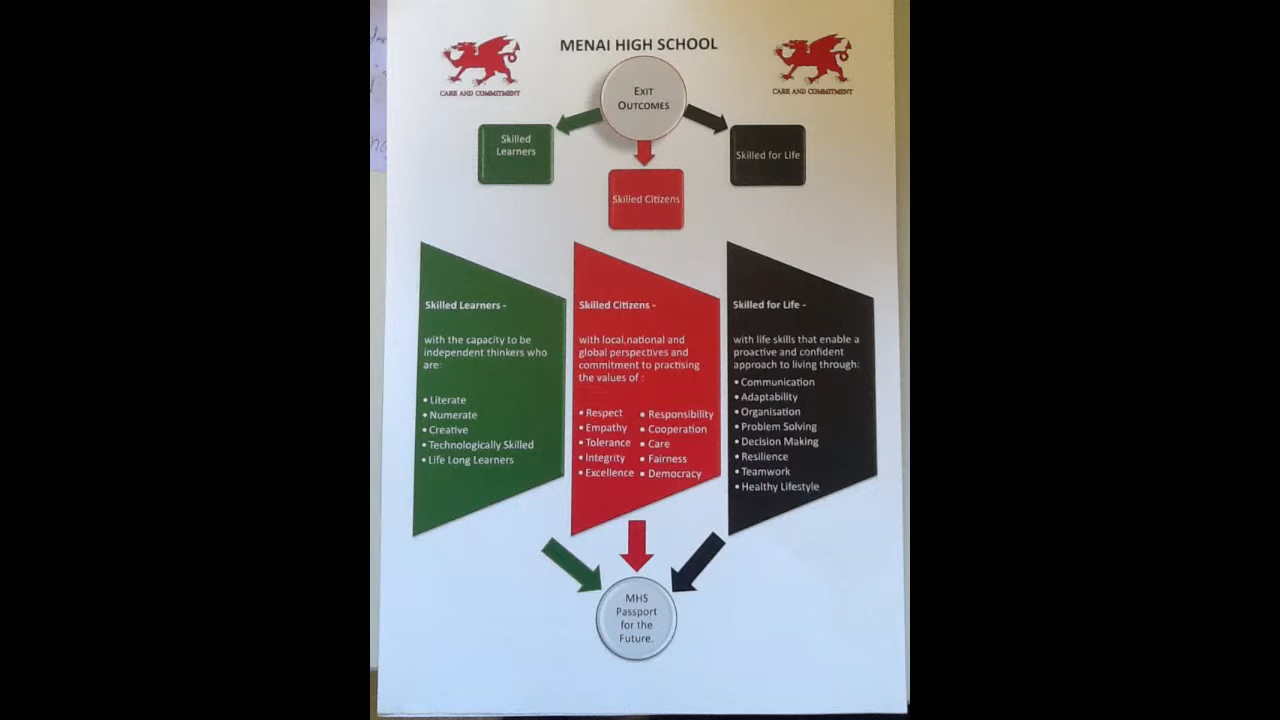 MENAI HIGH SCHOOL
CARE AND COMMITMENT
CARE AND COMMITMENT
EXIT
OUTCOMES
Skilled
Learners
Skilled Citizens
Skilled for Life
Skilled Learners -
with the capacity to be
independent thinkers who
are:
• Literate
• Numerate
• Creative
• Technologically Skilled
• Life Long Learners
Skilled Citizens -
with local,national and
global perspectives and
commitment to practising
the values of :
• Respect
• Empathy
• Tolerance
• Integrity
• Excellence
• Responsibility
• Cooperation
• Care
• Fairness
• Democracy
Skilled for Life -
with life skills that enable a
proactive and confident
approach to living through:
• Communication
• Adaptability
• Organisation
• Problem Solving
• Decision Making
• Resilience
• Teamwork
• Healthy Lifestyle
MHS
Passport
for the
Future.